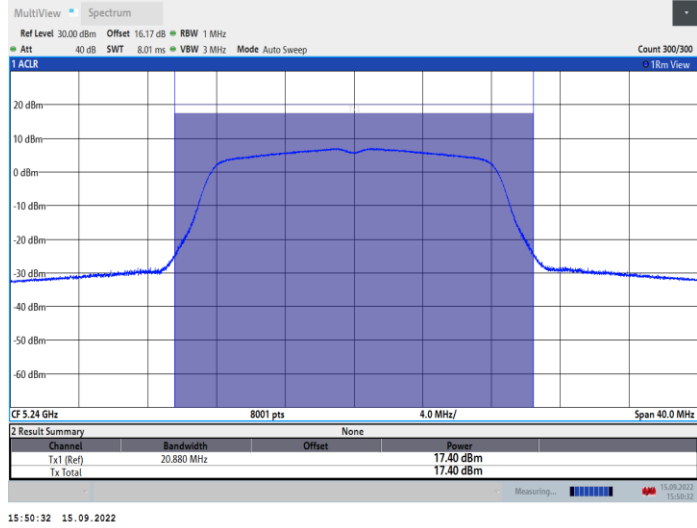 MultiView Spectrum
Ref Level 30.00 dBm Offset 16.17 dB RBW 1 MHz
Att 40 dB SWT 8.01 ms VBW 3 MHz Mode Auto Sweep Count 300/300
1 ACLR 1Rm View
20 dBm
10 dBm
0 dBm
-10 dBm
-20 dBm
-30 dBm
-40 dBm
-50 dBm
-60 dBm
CF 5.24 GHz 8001 pts 4.0 MHz/ Span 40.0 MHz
2 Result Summary None
Channel Bandwidth Offset Power
Tx1 (Ref) 20.880 MHz 17.40 dBm
Tx Total 17.40 dBm
Measuring... 15.09.2022
15:50:32
15:50:32 15.09.2022